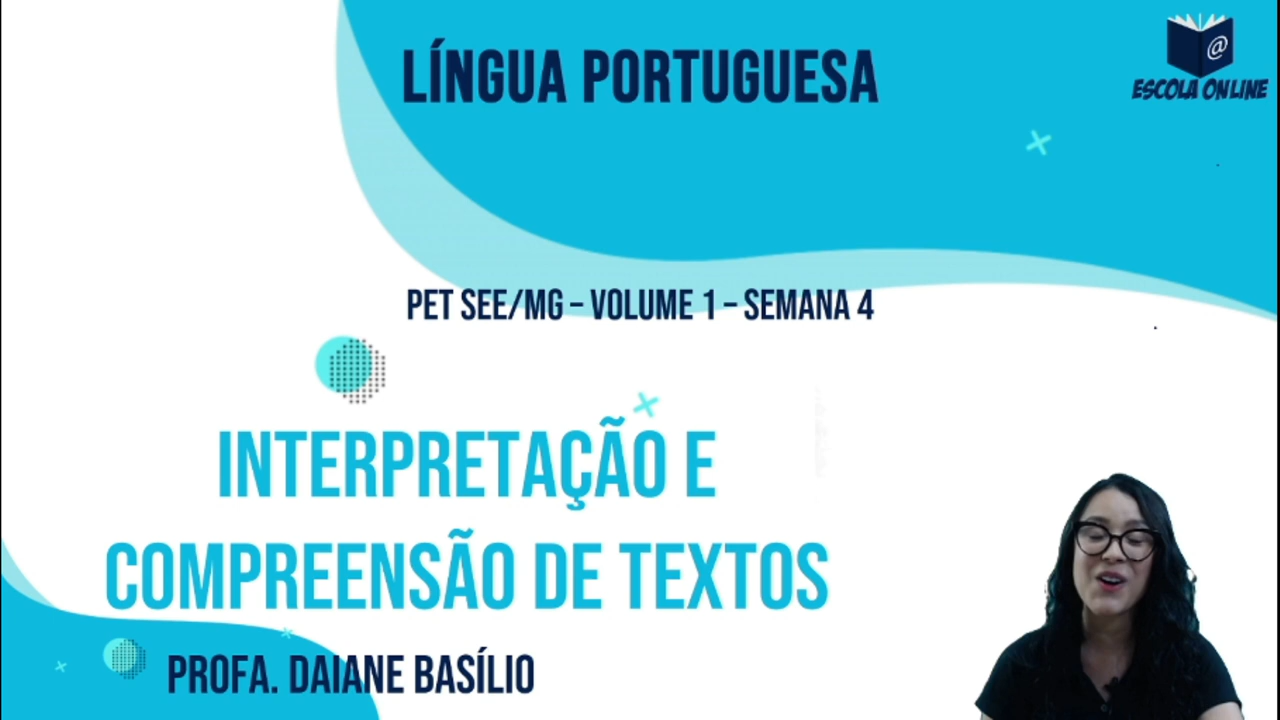 LÍNGUA PORTUGUESA
@
ESCOLA ONLINE
PET SEE/MG – VOLUME 1 – SEMANA 4
INTERPRETAÇÃO E
COMPREENSÃO DE TEXTOS
PROFA. DAIANE BASÍLIO